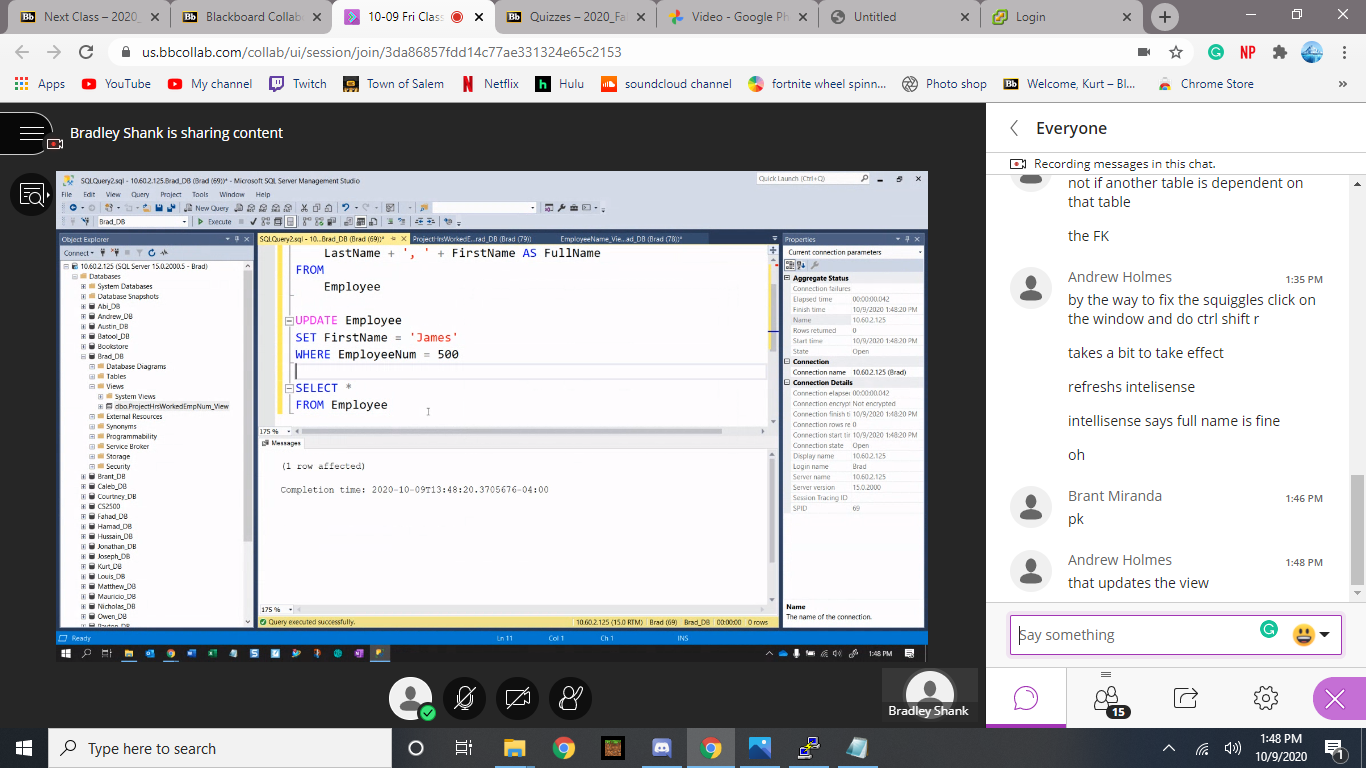 Next Class – 2020_
Blackboard Collab
10-09 Fri Class
Quizzes – 2020_Fa
Video - Google Ph
Untitled
Login
us.bbcollab.com/collab/ui/session/join/3da86857fdd14c77ae331324e65c2153
Apps YouTube My channel Twitch Town of Salem Netflix Hulu soundcloud channel fortnite wheel spinn... Photo shop Welcome, Kurt – Bl... Chrome Store
Bradley Shank is sharing content
SQLQuery2.sql - 10.60.2.125.Brad_DB (Brad (69))* - Microsoft SQL Server Management Studio
Quick Launch (Ctrl+Q)
File Edit View Query Project Tools Window Help
New Query
Brad_DB Execute
Object Explorer
Connect
10.60.2.125 (SQL Server 15.0.2000.5 - Brad)
Databases
System Databases
Database Snapshots
Abi_DB
Andrew_DB
Austin_DB
Batool_DB
Bookstore
Brad_DB
Database Diagrams
Tables
Views
System Views
dbo.ProjectHrsWorkedEmpNum_View
External Resources
Synonyms
Programmability
Service Broker
Storage
Security
Brant_DB
Caleb_DB
Courtney_DB
CS2500
Fahad_DB
Hamad_DB
Hussain_DB
Jonathan_DB
Joseph_DB
Kurt_DB
Louis_DB
Matthew_DB
Mauricio_DB
Nicholas_DB
Owen_DB
SQLQuery2.sql - 10...Brad_DB (Brad (69))* ProjectHrsWorkedE...rad_DB (Brad (79)) EmployeeName_Vie...ad_DB (Brad (78))*
LastName + ', ' + FirstName AS FullName
FROM
Employee
UPDATE Employee
SET FirstName = 'James'
WHERE EmployeeNum = 500
SELECT *
FROM Employee
175 %
Messages
(1 row affected)
Completion time: 2020-10-09T13:48:20.3705676-04:00
175 %
Query executed successfully. 10.60.2.125 (15.0 RTM) Brad (69) Brad_DB 00:00:00 0 rows
Properties
Current connection parameters
Aggregate Status
Connection failures
Elapsed time 00:00:00.042
Finish time 10/9/2020 1:48:20 PM
Name 10.60.2.125
Rows returned 0
Start time 10/9/2020 1:48:20 PM
State Open
Connection
Connection name 10.60.2.125 (Brad)
Connection Details
Connection elapse 00:00:00.042
Connection encryp Not encrypted
Connection finish ti 10/9/2020 1:48:20 PM
Connection rows re 0
Connection start tir 10/9/2020 1:48:20 PM
Connection state Open
Display name 10.60.2.125
Login name Brad
Server name 10.60.2.125
Server version 15.0.2000
Session Tracing ID
SPID 69
Name
The name of the connection.
Ready Ln 11 Col 1 Ch 1 INS
1:48 PM
Bradley Shank
Everyone
Recording messages in this chat.
not if another table is dependent on
that table
the FK
Andrew Holmes 1:35 PM
by the way to fix the squiggles click on
the window and do ctrl shift r
takes a bit to take effect
refreshs intelisense
intellisense says full name is fine
oh
Brant Miranda 1:46 PM
pk
Andrew Holmes 1:48 PM
that updates the view
Say something
15
Type here to search
1:48 PM
10/9/2020
1